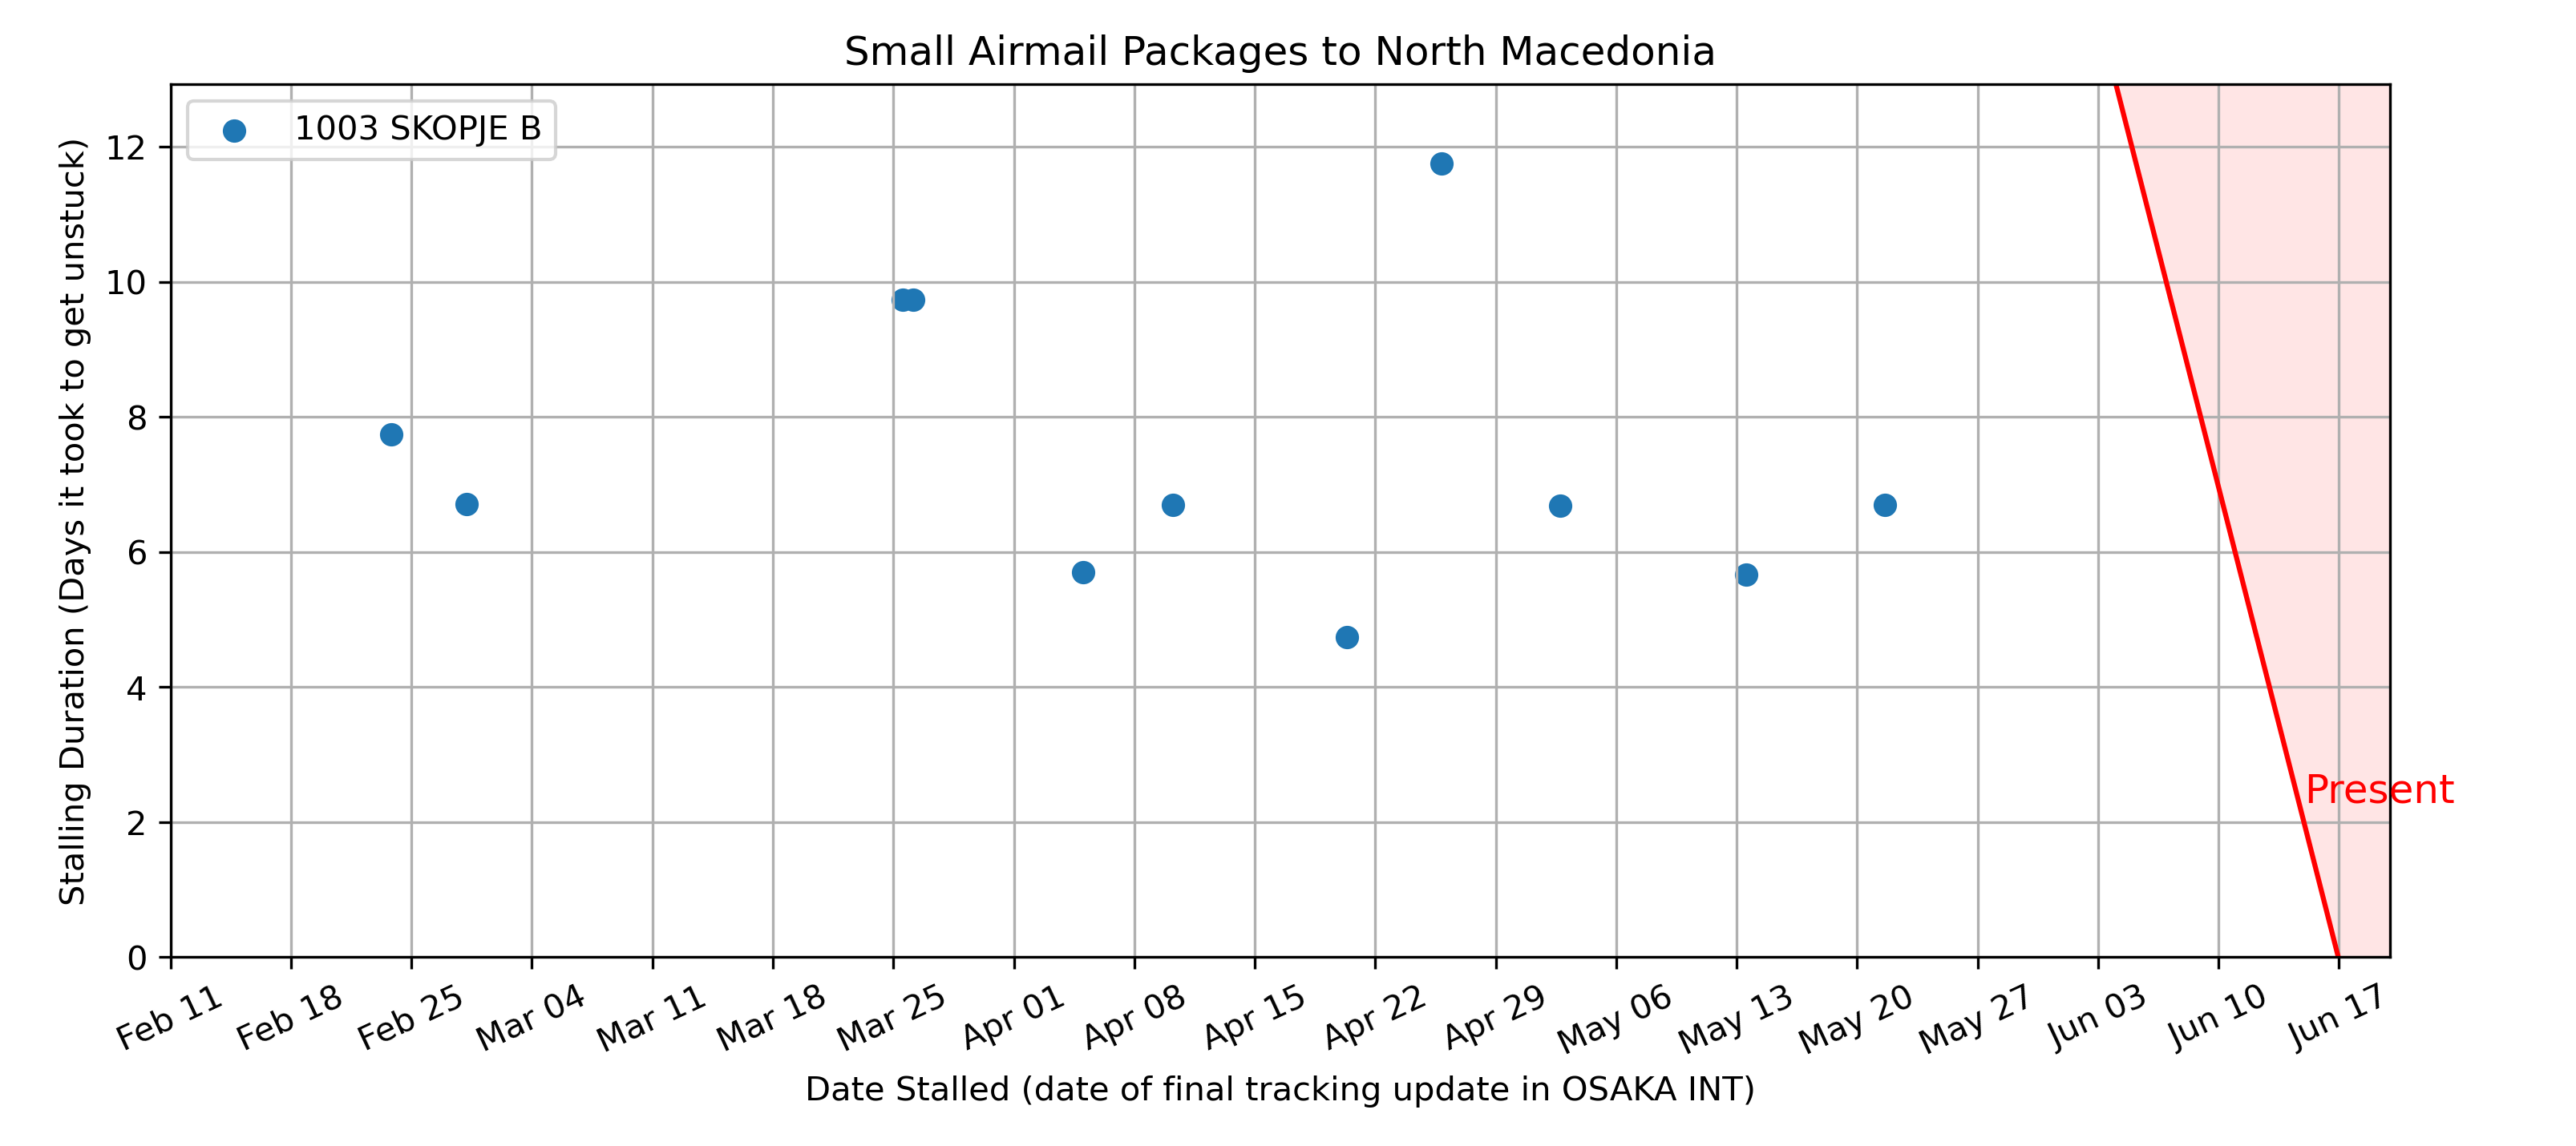 Small Airmail Packages to North Macedonia
1003 SKOPJE B
Stalling Duration (Days it took to get unstuck)
12
10
8
6
4
2
0
Present
Feb 11
Feb 18
Feb 25
Mar 04
Mar 11
Mar 18
Mar 25
Apr 01
Apr 08
Apr 15
Apr 22
Apr 29
May 06
May 13
May 20
May 27
Jun 03
Jun 10
Jun 17
Date Stalled (date of final tracking update in OSAKA INT)